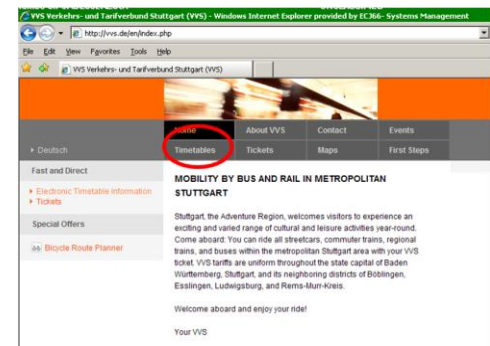 VVS Verkehrs- und Tarifverbund Stuttgart (VVS) - Windows Internet Explorer provided by ECJ66- Systems Management
http://vvs.de/en/index.php
File Edit View Favorites Tools Help
VVS Verkehrs- und Tarifverbund Stuttgart (VVS)
Home About VVS Contact Events
Deutsch Timetables Tickets Maps First Steps
Fast and Direct
Electronic Timetable Information
Tickets
Special Offers
Bicycle Route Planner
MOBILITY BY BUS AND RAIL IN METROPOLITAN
STUTTGART
Stuttgart, the Adventure Region, welcomes visitors to experience an
exciting and varied range of cultural and leisure activities year-round.
Come aboard: You can ride all streetcars, commuter trains, regional
trains, and buses within the metropolitan Stuttgart area with your VVS
ticket. VVS tariffs are uniform throughout the state capital of Baden
Württemberg, Stuttgart, and its neighboring districts of Böblingen,
Esslingen, Ludwigsburg, and Rems-Murr-Kreis.
Welcome aboard and enjoy your ride!
Your VVS